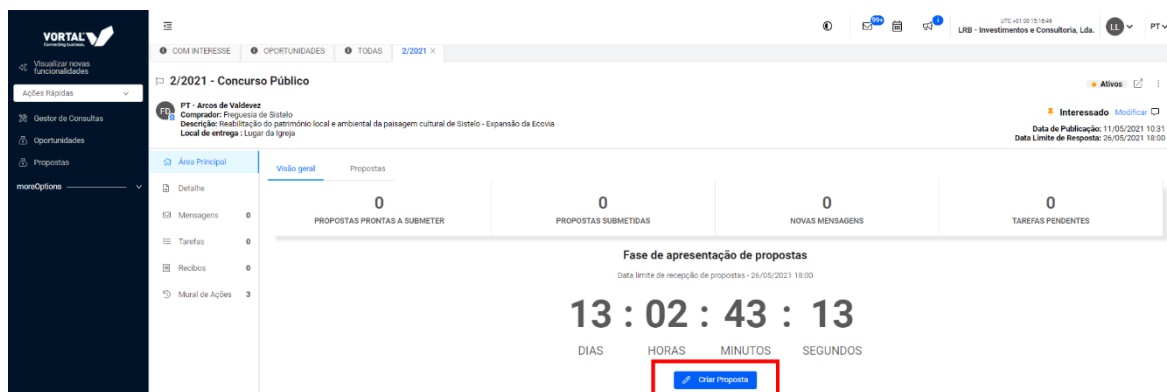 VORTAL
Connecting business.
Visualizar novas
funcionalidades
Ações Rápidas
Gestor de Consultas
Oportunidades
Propostas
moreOptions
99+
UTC +01:00 15:16:46
LRB - Investimentos e Consultoria, Lda.
LL
PT
COM INTERESSE
OPORTUNIDADES
TODAS
2/2021 ×
2/2021 - Concurso Público
Ativos
FD
PT - Arcos de Valdevez
Comprador: Freguesia de Sistelo
Descrição: Reabilitação do património local e ambiental da paisagem cultural de Sistelo - Expansão da Ecovia
Local de entrega : Lugar da Igreja
Interessado Modificar
Data de Publicação: 11/05/2021 10:31
Data Limite de Resposta: 26/05/2021 18:00
Área Principal
Detalhe
Mensagens 0
Tarefas 0
Recibos 0
Mural de Ações 3
Visão geral Propostas
0 0 0 0
PROPOSTAS PRONTAS A SUBMETER PROPOSTAS SUBMETIDAS NOVAS MENSAGENS TAREFAS PENDENTES
Fase de apresentação de propostas
Data limite de recepção de propostas - 26/05/2021 18:00
13 : 02 : 43 : 13
DIAS HORAS MINUTOS SEGUNDOS
Criar Proposta